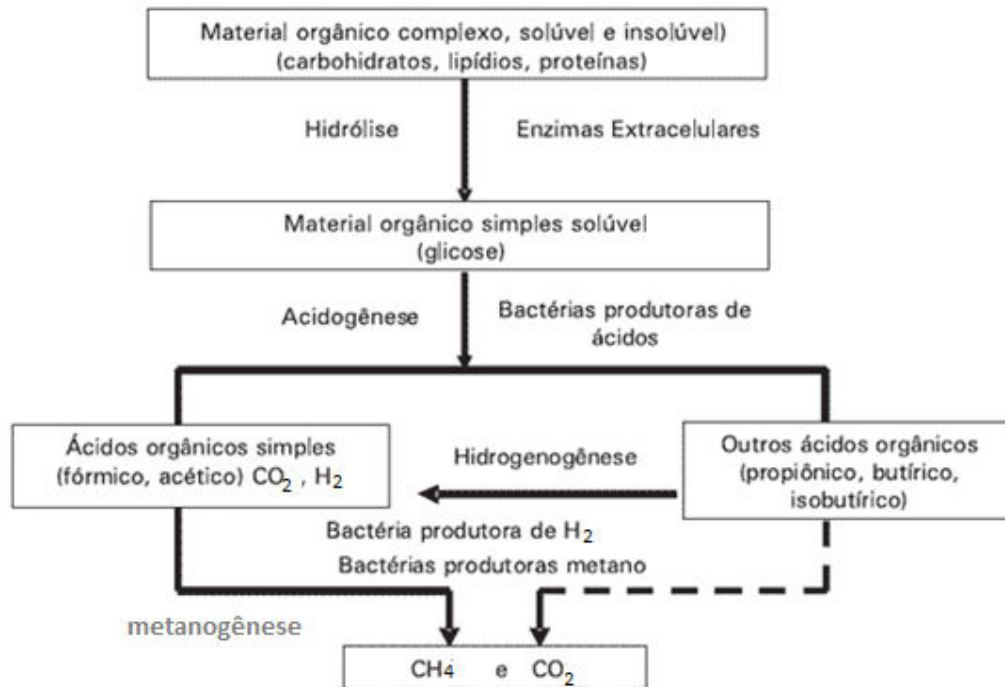 Material orgânico complexo, solúvel e insolúvel)
(carbohidratos, lipídios, proteínas)
Hidrólise
Enzimas Extracelulares
Material orgânico simples solúvel
(glicose)
Acidogênese
Bactérias produtoras de
ácidos
Ácidos orgânicos simples
(fórmico, acético) CO2 , H2
Hidrogenogênese
Outros ácidos orgânicos
(propiônico, butírico,
isobutírico)
Bactéria produtora de H2
Bactérias produtoras metano
metanogênese
CH4 e CO2